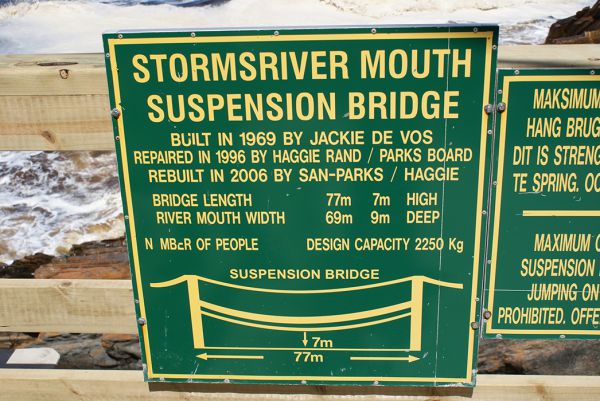 STORMSRIVER MOUTH
SUSPENSION BRIDGE
BUILT IN 1969 BY JACKIE DE VOS
REPAIRED IN 1996 BY HAGGIE RAND / PARKS BOARD
REBUILT IN 2006 BY SAN-PARKS / HAGGIE
BRIDGE LENGTH 77m 7m HIGH
RIVER MOUTH WIDTH 69m 9m DEEP
N MBER OF PEOPLE DESIGN CAPACITY 2250 Kg
SUSPENSION BRIDGE
7m
77m
MAKSIMUM
HANG BRUG
DIT IS STRENG
TE SPRING.
MAXIMUM
SUSPENSION
JUMPING ON
PROHIBITED.